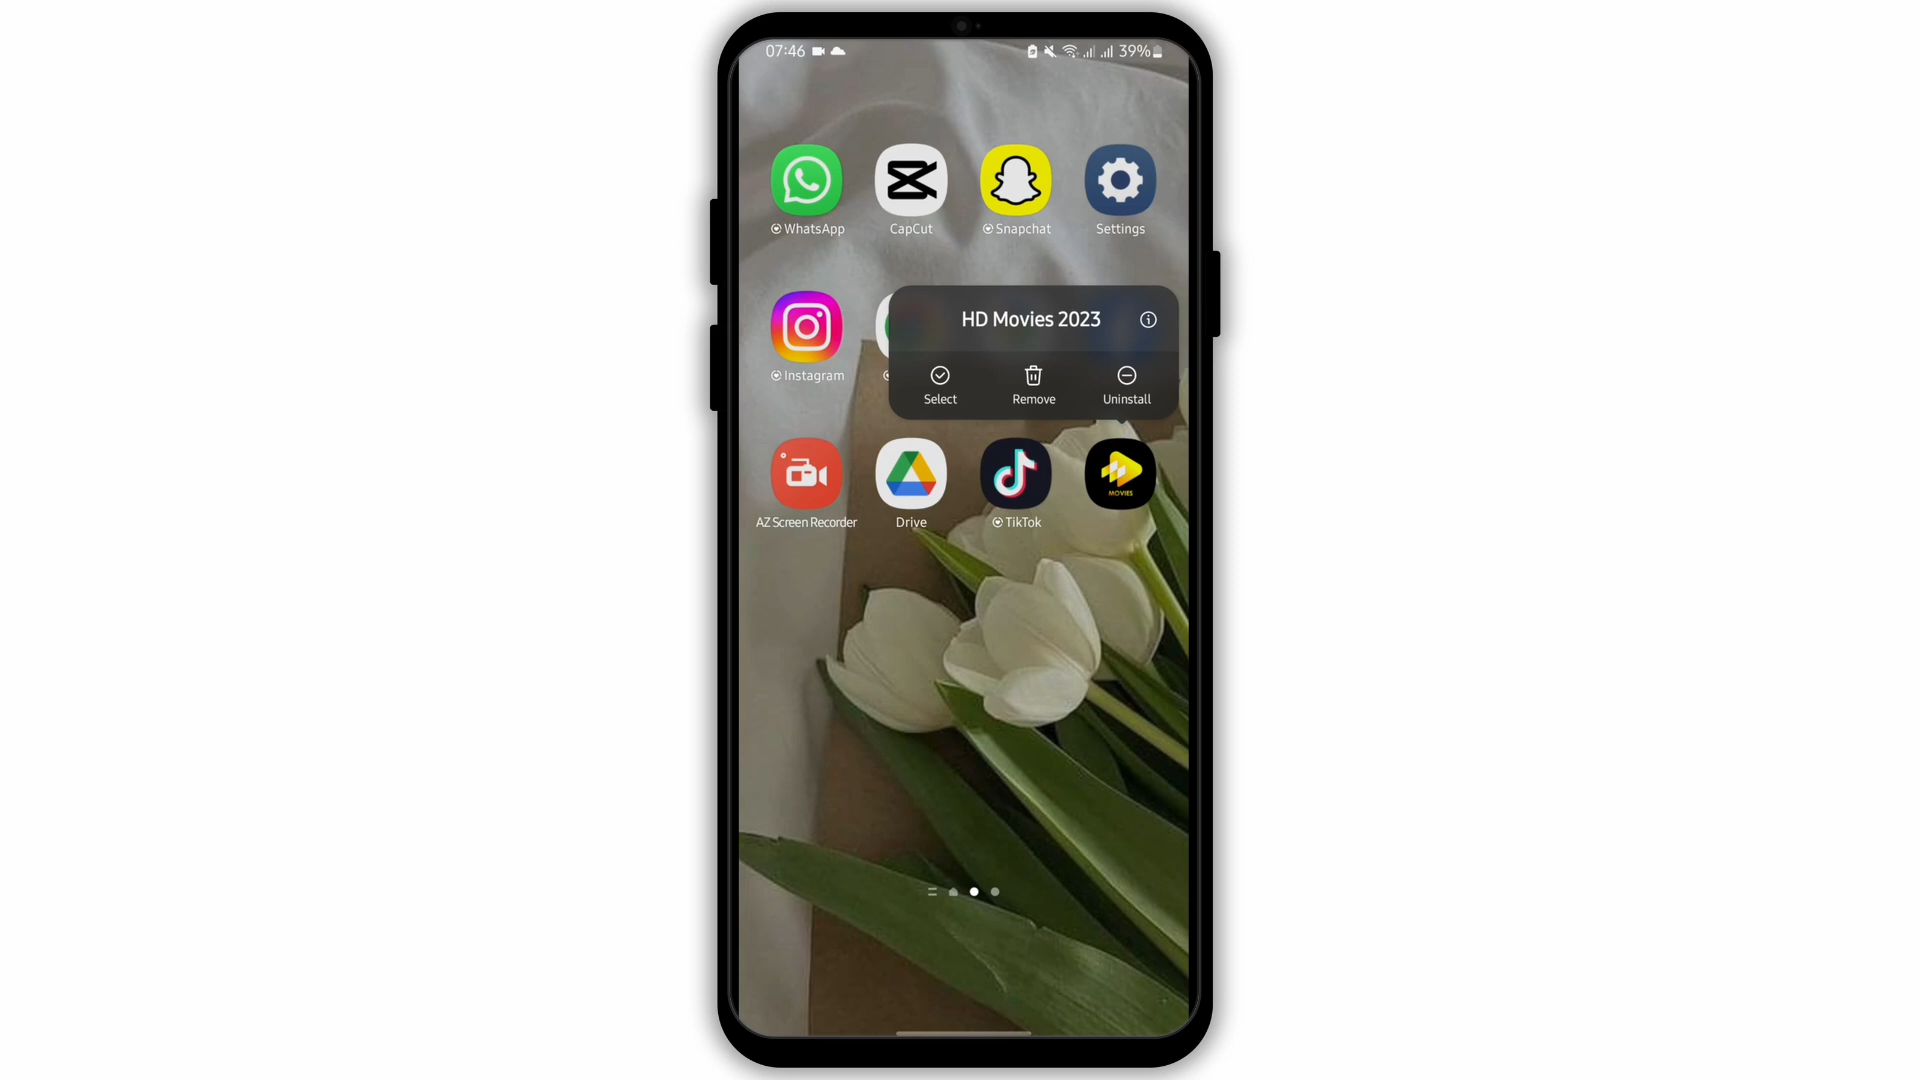 07:46
39%
WhatsApp
CapCut
Snapchat
Settings
Instagram
HD Movies 2023
Select
Remove
Uninstall
AZ Screen Recorder
Drive
TikTok
MOVIES